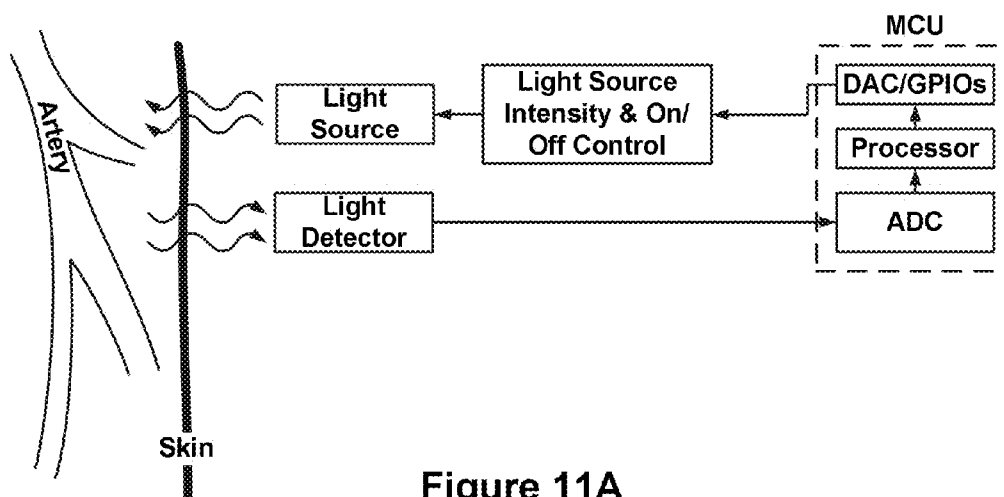 MCU
Artery
Light
Source
Light Source
Intensity & On/
Off Control
DAC/GPIOs
Processor
Light
Detector
ADC
Skin
Figure 11A